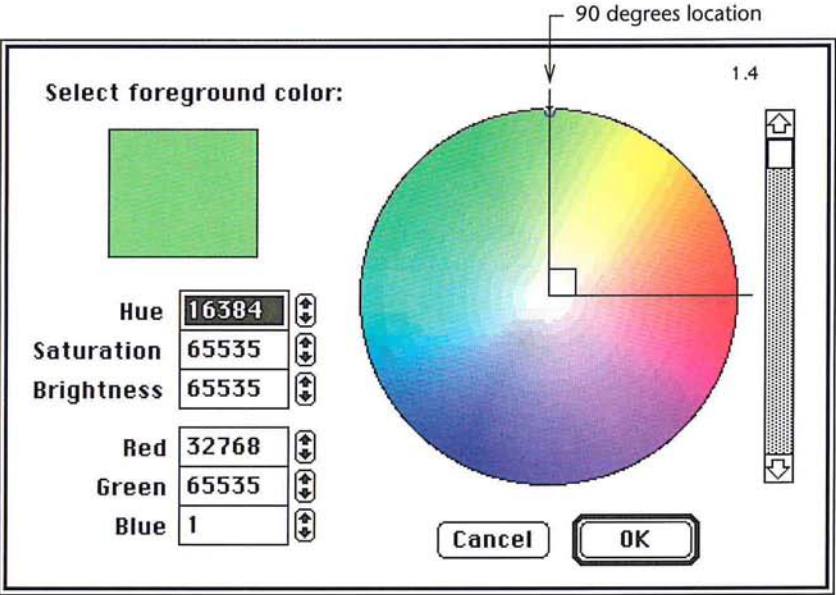 90 degrees location
1.4
Select foreground color:
Hue 16384
Saturation 65535
Brightness 65535
Red 32768
Green 65535
Blue 1
Cancel
OK